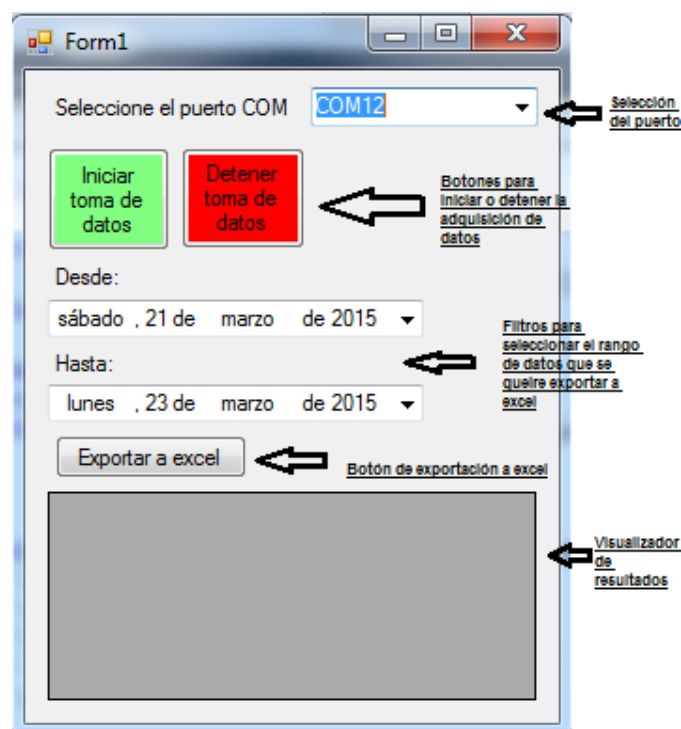 Form1
Seleccione el puerto COM
COM12
Selección
del puerto
Iniciar
toma de
datos
Detener
toma de
datos
Botones para
iniciar o detener la
adquisición de
datos
Desde:
sábado , 21 de marzo de 2015
Hasta:
lunes , 23 de marzo de 2015
Filtros para
seleccionar el rango
de datos que se
queire exportar a
excel
Exportar a excel
Botón de exportación a excel
Visualizador
de
resultados